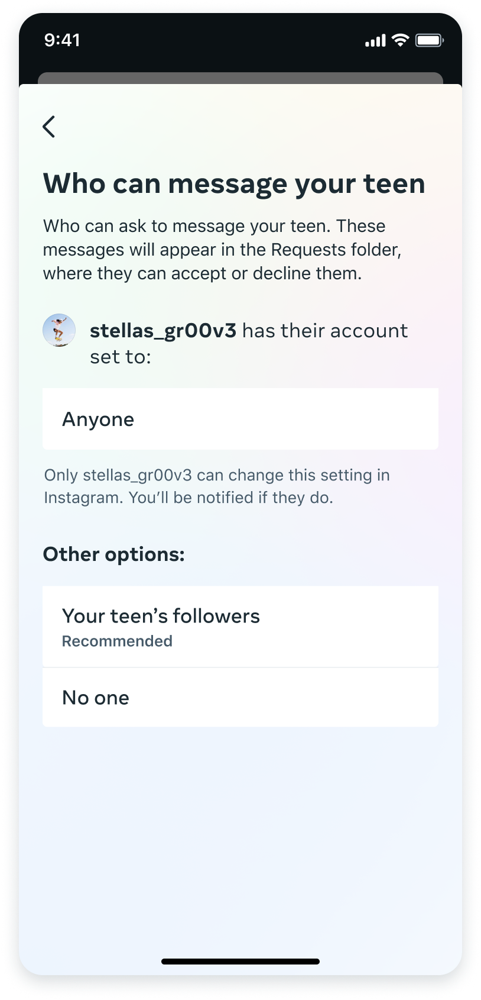 9:41
Who can message your teen
Who can ask to message your teen. These
messages will appear in the Requests folder,
where they can accept or decline them.
stellas_gr00v3 has their account
set to:
Anyone
Only stellas_gr00v3 can change this setting in
Instagram. You’ll be notified if they do.
Other options:
Your teen’s followers
Recommended
No one